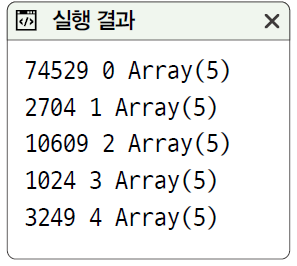 실행 결과
74529 0 Array(5)
2704 1 Array(5)
10609 2 Array(5)
1024 3 Array(5)
3249 4 Array(5)